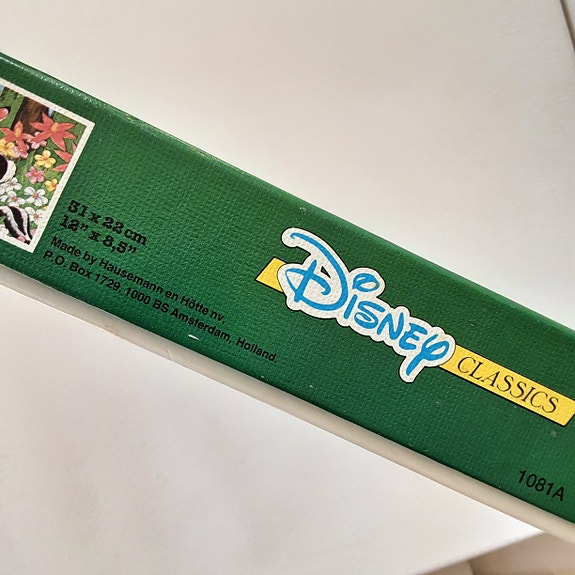 31 x 22 cm
12" x 8,5"
Made by Hausemann en Hötte nv
P.O. Box 1729, 1000 BS Amsterdam, Holland
Disney
CLASSICS
1081A